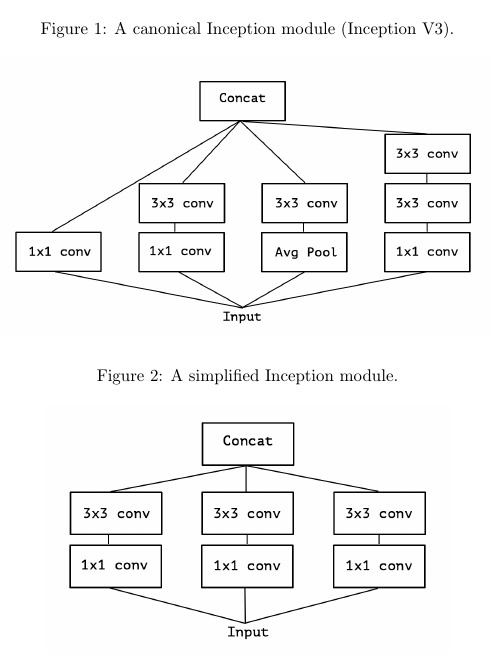 Figure 1: A canonical Inception module (Inception V3).
Concat
3x3 conv
3x3 conv
3x3 conv
3x3 conv
1x1 conv
1x1 conv
Avg Pool
1x1 conv
Input
Figure 2: A simplified Inception module.
Concat
3x3 conv
3x3 conv
3x3 conv
1x1 conv
1x1 conv
1x1 conv
Input